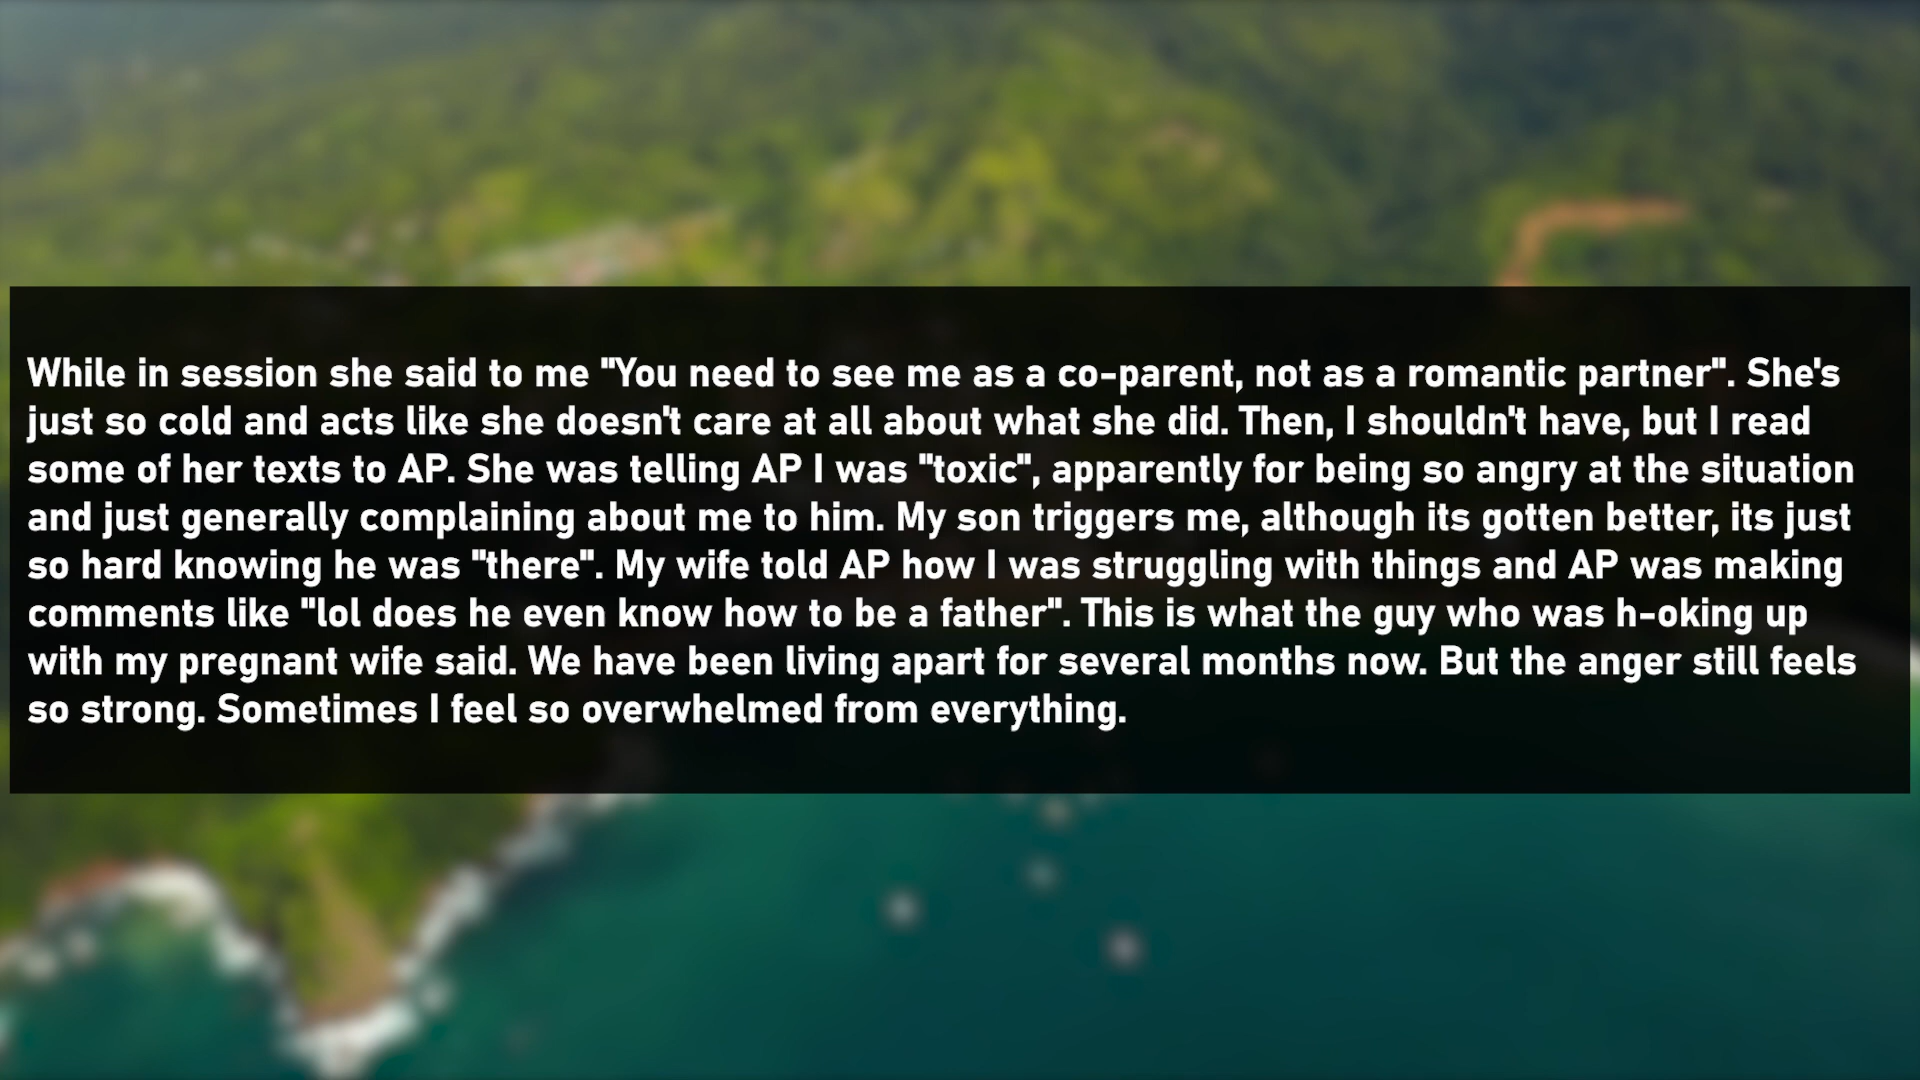 While in session she said to me "You need to see me as a co-parent, not as a romantic partner". She's
just so cold and acts like she doesn't care at all about what she did. Then, I shouldn't have, but I read
some of her texts to AP. She was telling AP I was "toxic", apparently for being so angry at the situation
and just generally complaining about me to him. My son triggers me, although its gotten better, its just
so hard knowing he was "there". My wife told AP how I was struggling with things and AP was making
comments like "lol does he even know how to be a father". This is what the guy who was h-oking up
with my pregnant wife said. We have been living apart for several months now. But the anger still feels
so strong. Sometimes I feel so overwhelmed from everything.